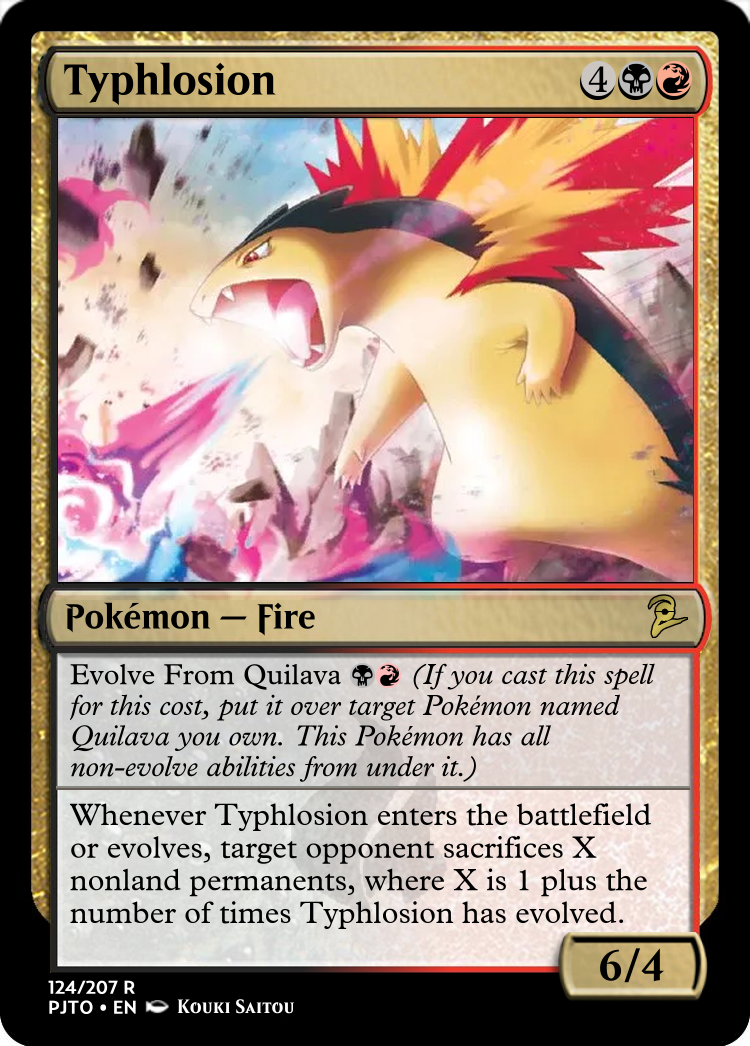 Typhlosion 4
Pokémon — Fire
Evolve From Quilava (If you cast this spell
for this cost, put it over target Pokémon named
Quilava you own. This Pokémon has all
non-evolve abilities from under it.)
Whenever Typhlosion enters the battlefield
or evolves, target opponent sacrifices X
nonland permanents, where X is 1 plus the
number of times Typhlosion has evolved.
6/4
124/207 R
PJTO • EN Kouki Saitou